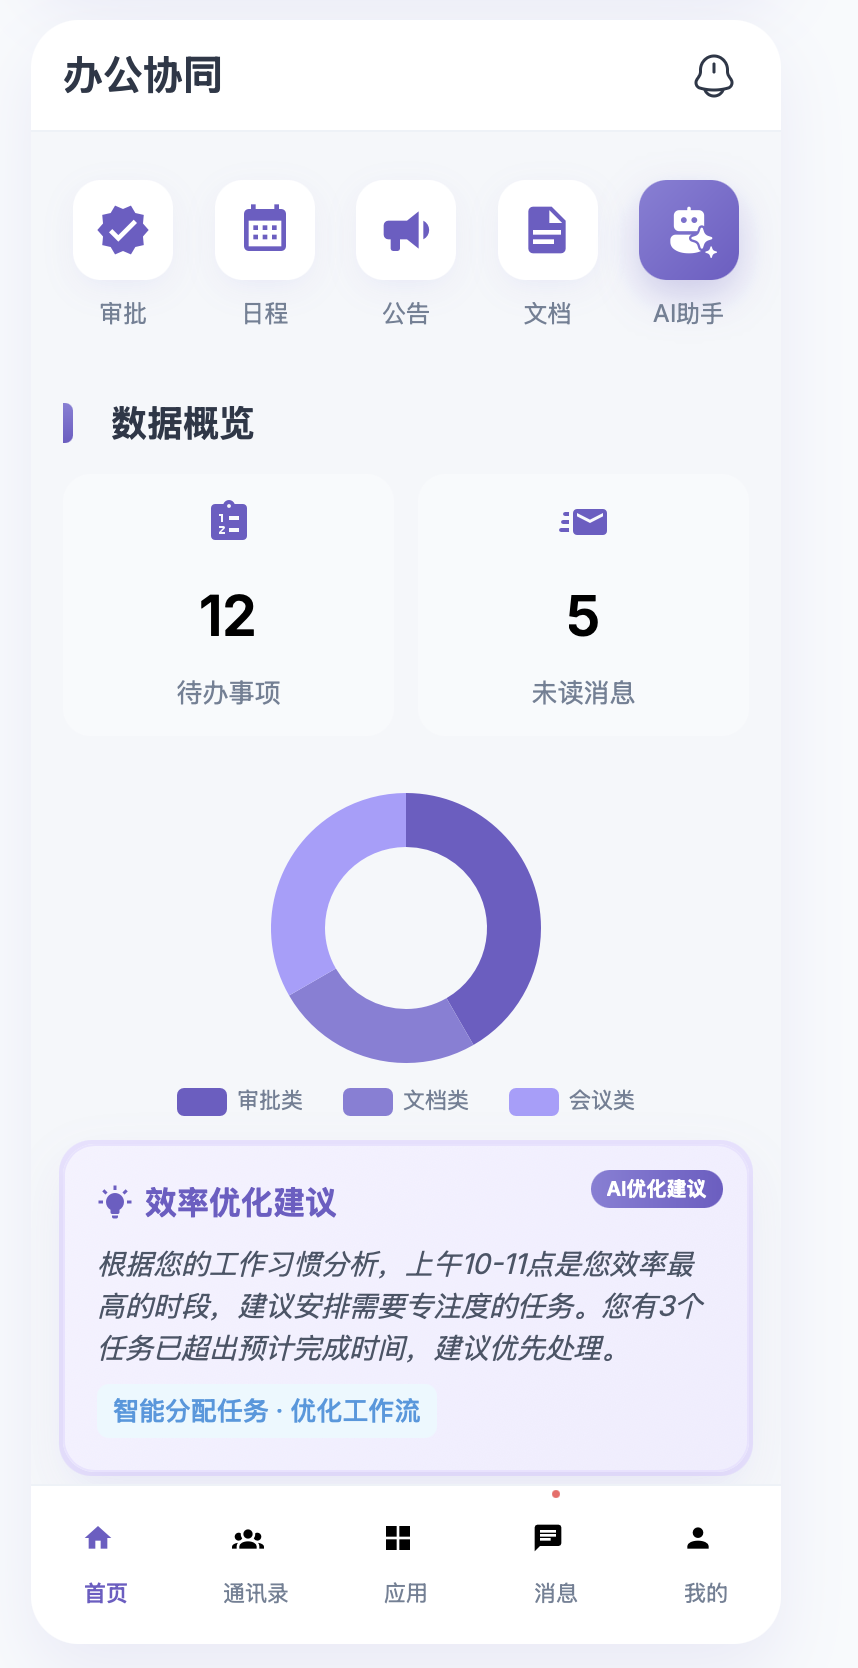 办公协同
审批
日程
公告
文档
AI助手
数据概览
12
5
待办事项
未读消息
审批类
文档类
会议类
效率优化建议
AI优化建议
根据您的工作习惯分析，上午10-11点是您效率最
高的时段，建议安排需要专注度的任务。您有3个
任务已超出预计完成时间，建议优先处理。
智能分配任务 · 优化工作流
首页
通讯录
应用
消息
我的